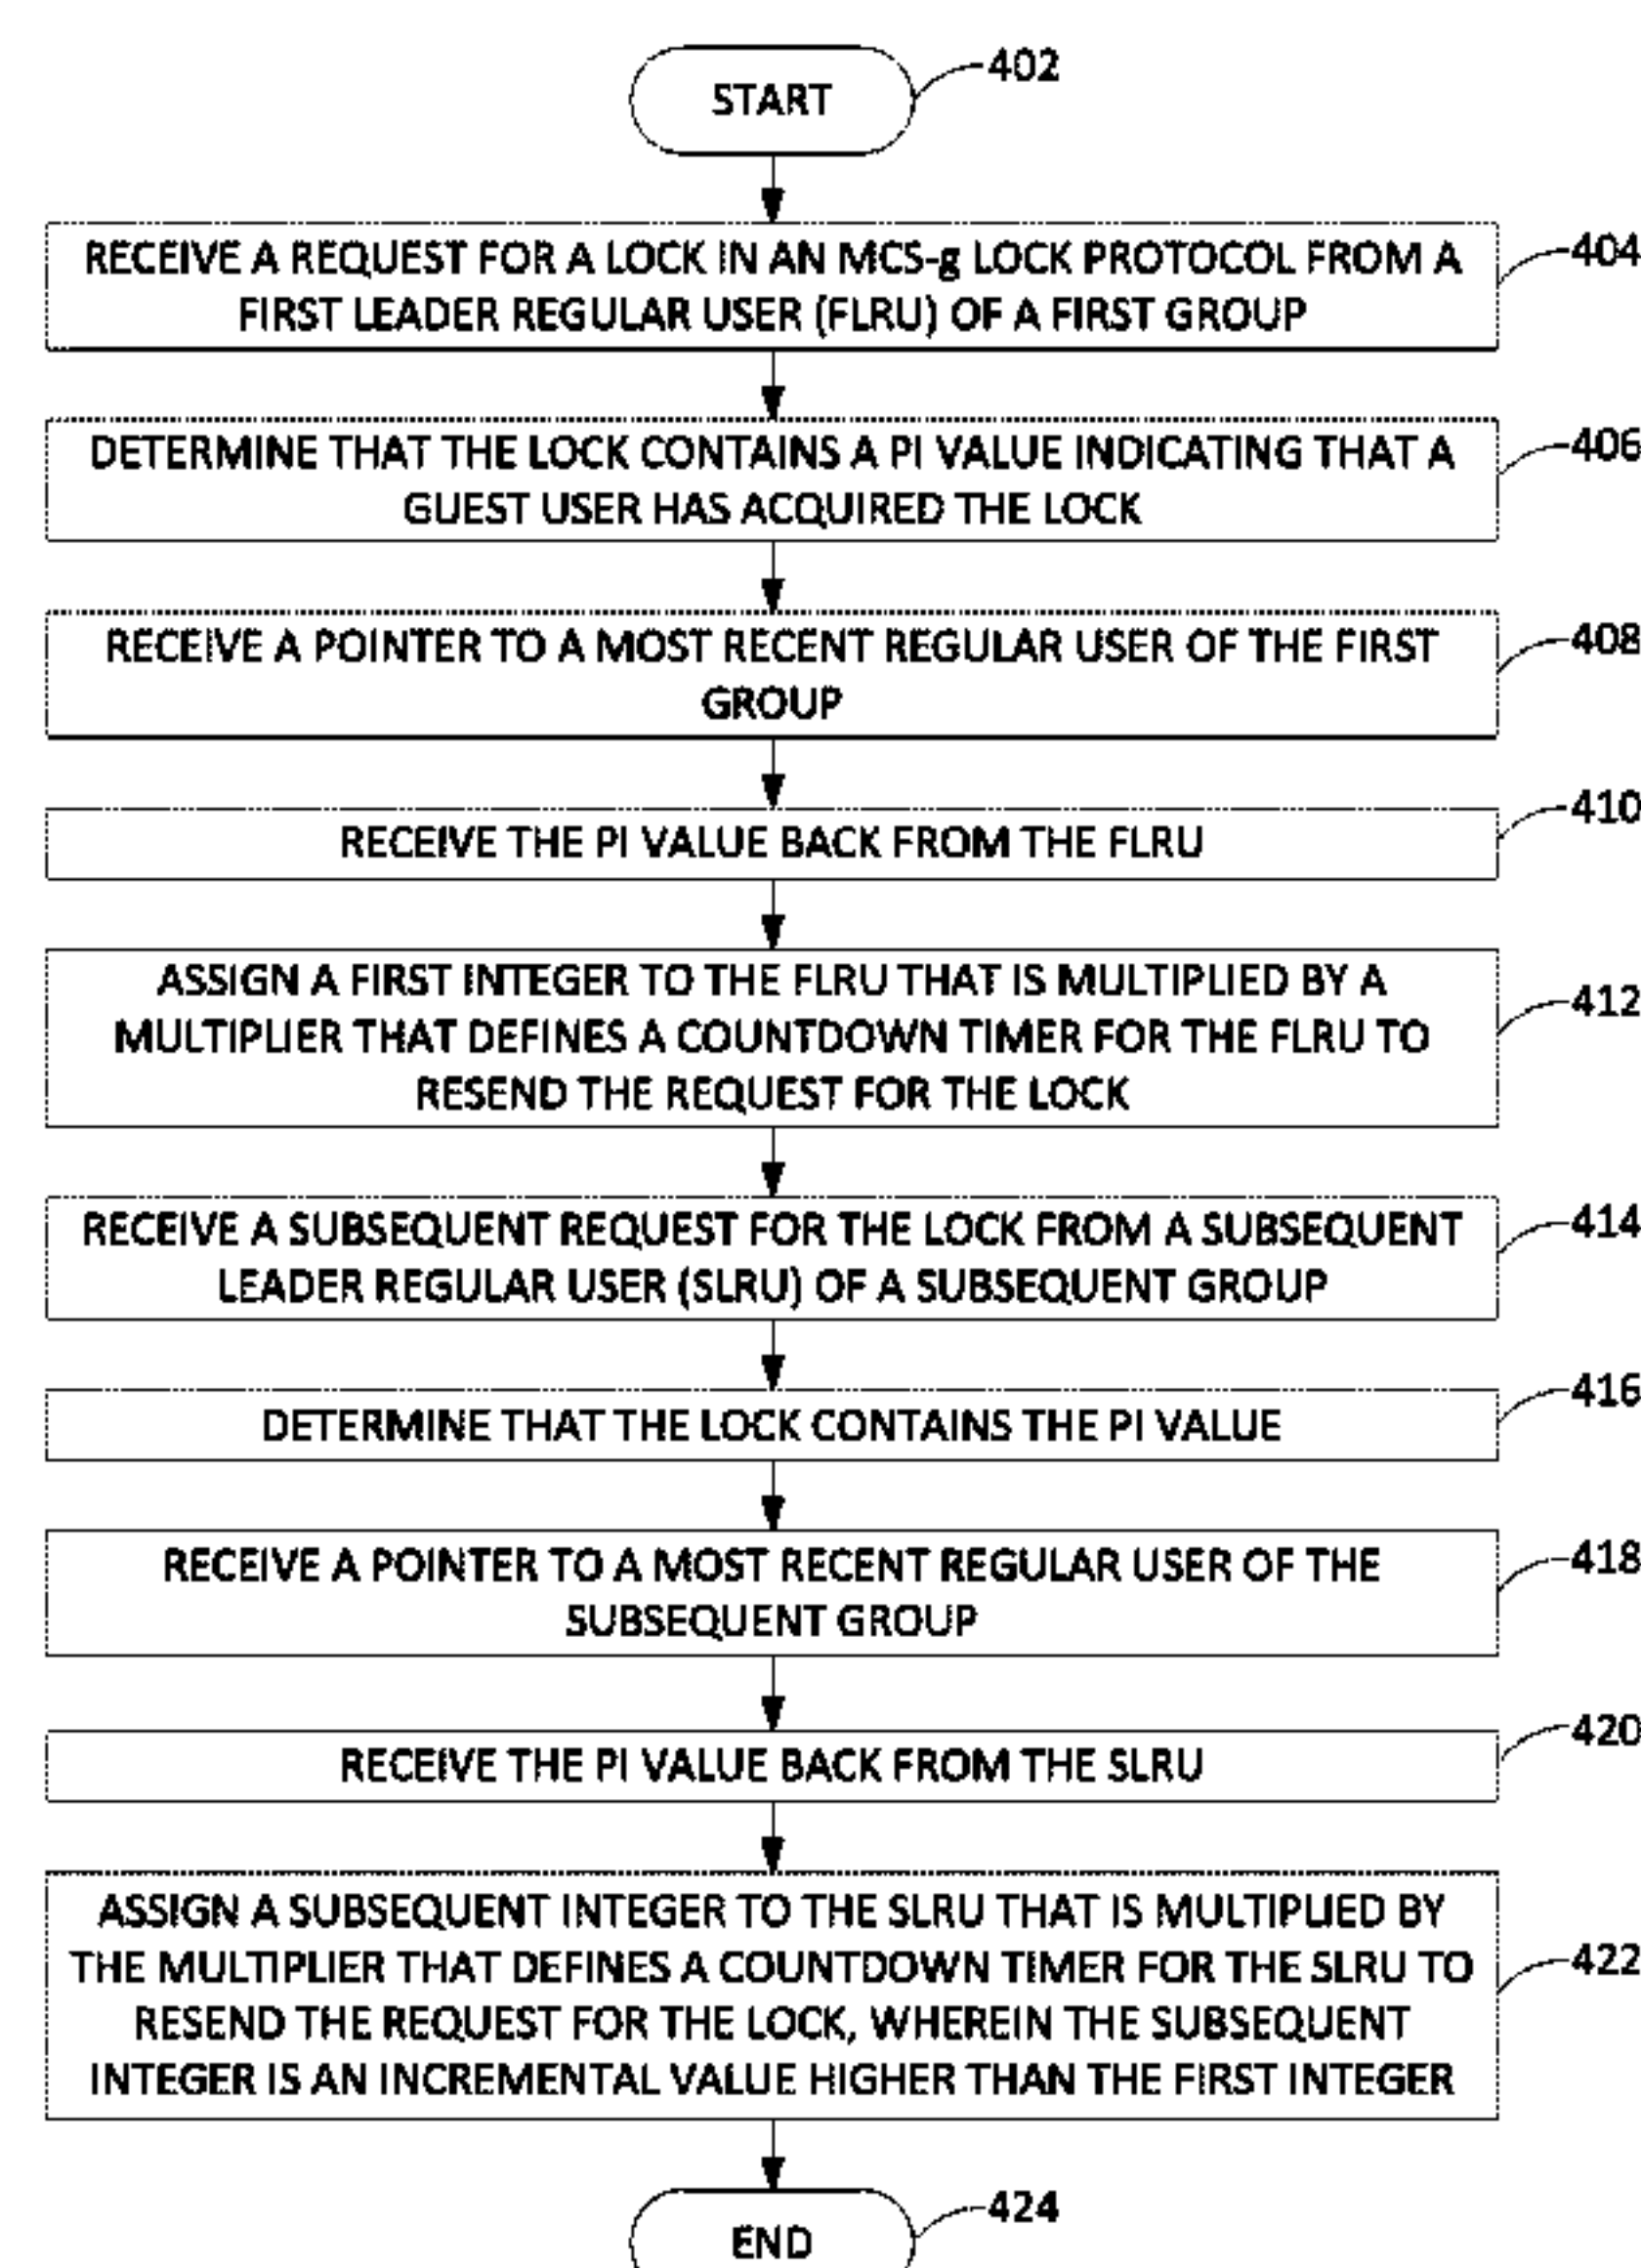 START
402
RECEIVE A REQUEST FOR A LOCK IN AN MCS-g LOCK PROTOCOL FROM A
FIRST LEADER REGULAR USER (FLRU) OF A FIRST GROUP
404
DETERMINE THAT THE LOCK CONTAINS A PI VALUE INDICATING THAT A
GUEST USER HAS ACQUIRED THE LOCK
406
RECEIVE A POINTER TO A MOST RECENT REGULAR USER OF THE FIRST
GROUP
408
RECEIVE THE PI VALUE BACK FROM THE FLRU
410
ASSIGN A FIRST INTEGER TO THE FLRU THAT IS MULTIPLIED BY A
MULTIPLIER THAT DEFINES A COUNTDOWN TIMER FOR THE FLRU TO
RESEND THE REQUEST FOR THE LOCK
412
RECEIVE A SUBSEQUENT REQUEST FOR THE LOCK FROM A SUBSEQUENT
LEADER REGULAR USER (SLRU) OF A SUBSEQUENT GROUP
414
DETERMINE THAT THE LOCK CONTAINS THE PI VALUE
416
RECEIVE A POINTER TO A MOST RECENT REGULAR USER OF THE
SUBSEQUENT GROUP
418
RECEIVE THE PI VALUE BACK FROM THE SLRU
420
ASSIGN A SUBSEQUENT INTEGER TO THE SLRU THAT IS MULTIPLIED BY
THE MULTIPLIER THAT DEFINES A COUNTDOWN TIMER FOR THE SLRU TO
RESEND THE REQUEST FOR THE LOCK, WHEREIN THE SUBSEQUENT
INTEGER IS AN INCREMENTAL VALUE HIGHER THAN THE FIRST INTEGER
422
END
424